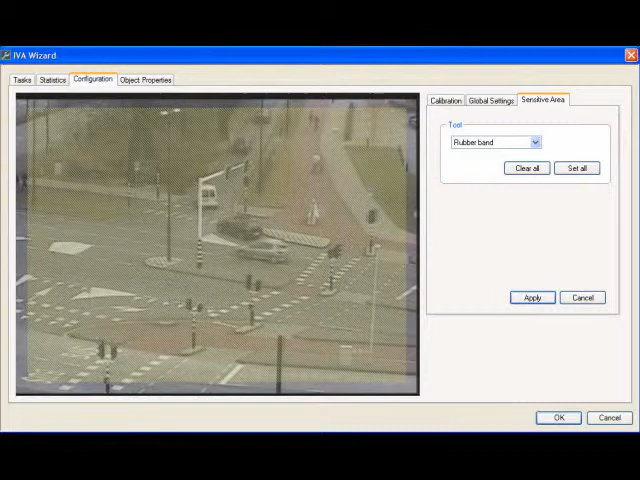 IVA Wizard
Tasks Statistics Configuration Object Properties
Calibration Global Settings Sensitive Area
Tool
Rubber band
Clear all Set all
Apply Cancel
OK Cancel